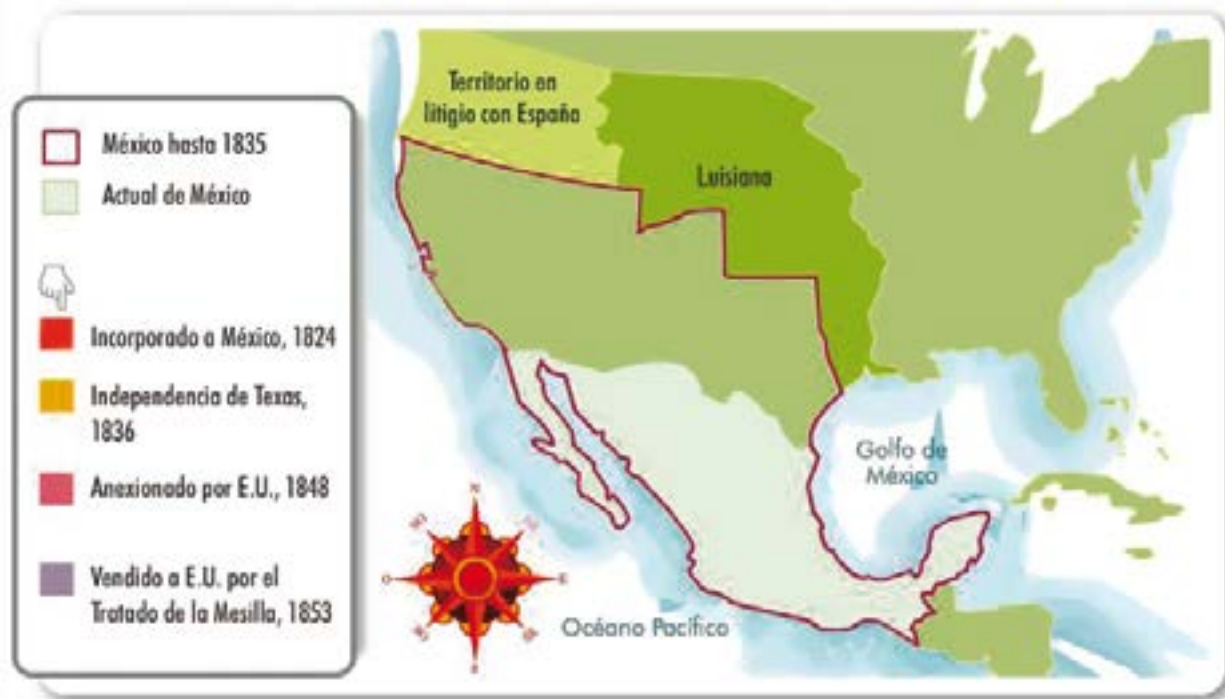 México hasta 1835
Actual de México
Incorporado a México, 1824
Independencia de Texas,
1836
Anexionado por E.U., 1848
Vendido a E.U. por el
Tratado de la Mesilla, 1853
Territorio en
litigio con España
Luisiana
Golfo de
México
Océano Pacífico
N
O
E
S